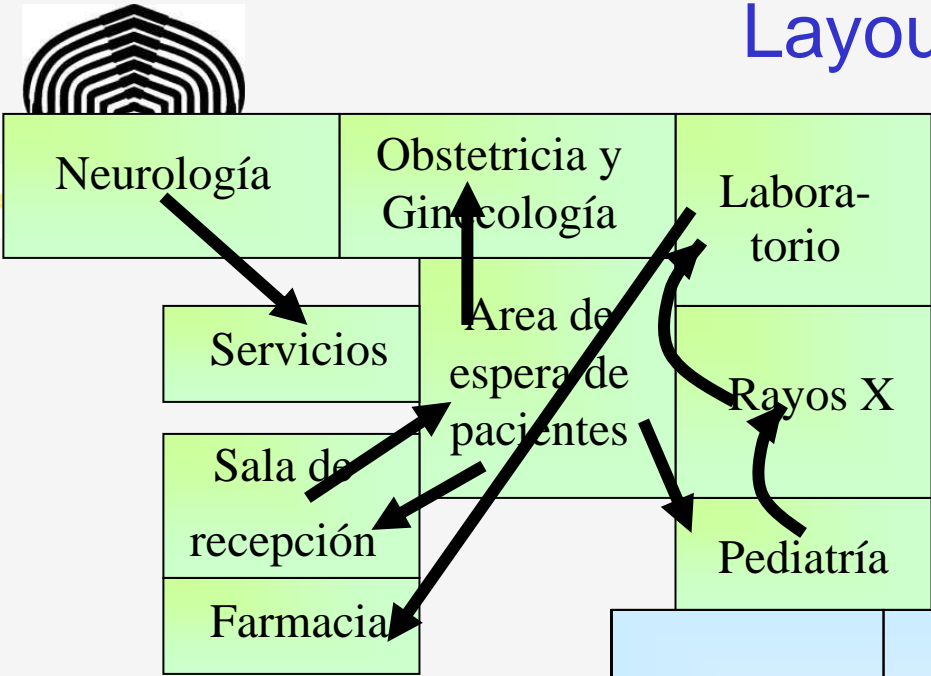 Layou
Neurología
Obstetricia y
Ginecología
Labora-
torio
Area de
espera de
pacientes
Servicios
Rayos X
Sala de
recepción
Pediatría
Farmacia